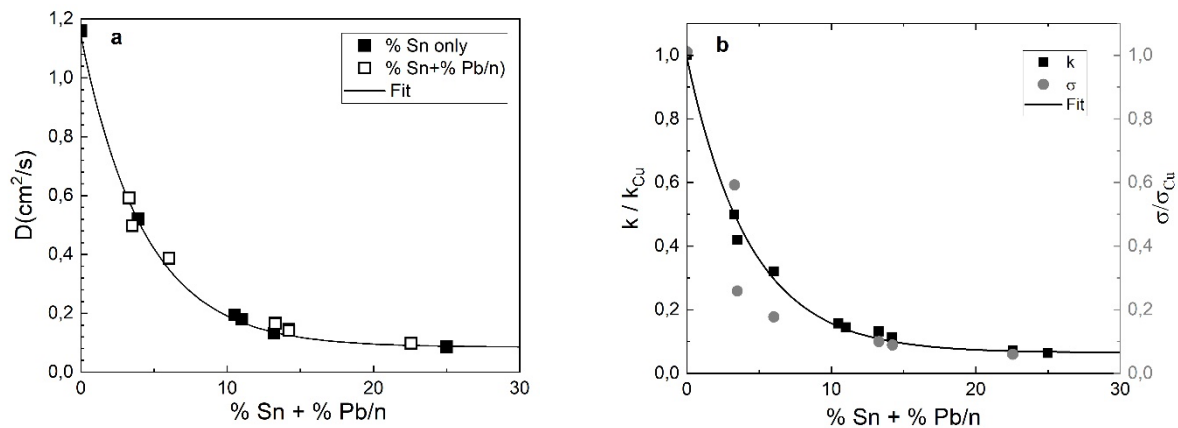 a
1,2
1,0
0,8
0,6
0,4
0,2
0,0
D(cm²/s)
0
10
20
30
% Sn + % Pb/n
% Sn only
% Sn+% Pb/n)
Fit
b
1,0
0,8
0,6
0,4
0,2
0,0
k / kCu
0
10
20
30
% Sn + % Pb/n
k
σ
Fit
1,0
0,8
0,6
0,4
0,2
0,0
σ/σCu